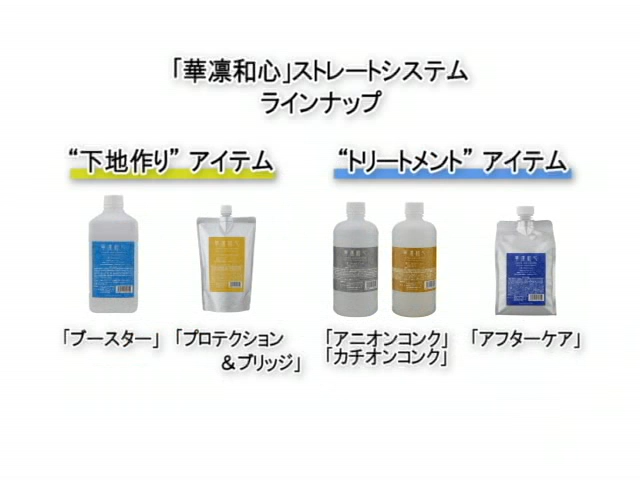 「華凛和心」ストレートシステム
ラインナップ
“下地作り” アイテム
“トリートメント” アイテム
「ブースター」
「プロテクション
&ブリッジ」
「アニオンコンク」
「カチオンコンク」
「アフターケア」